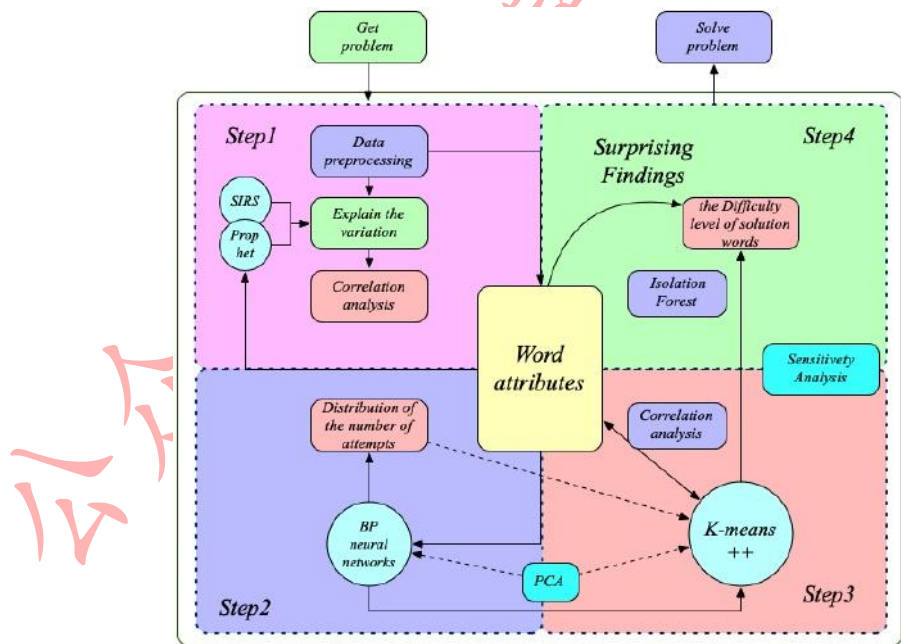 Get
problem
Solve
problem
Step1
Data
preprocessing
SIRS
Prop
het
Explain the
variation
Correlation
analysis
Step4
Surprising
Findings
the Difficulty
level of solution
words
Isolation
Forest
Word
attributes
Sensitivety
Analysis
Distribution of
the number of
attempts
BP
neural
networks
Step2
Correlation
analysis
K-means
++
PCA
Step3